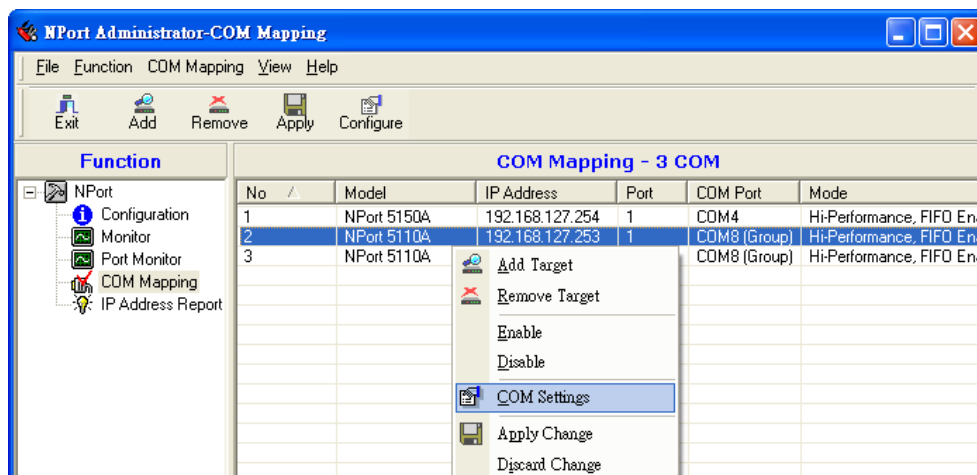 NPort Administrator-COM Mapping
File Function COM Mapping View Help
Exit Add Remove Apply Configure
Function
COM Mapping - 3 COM
NPort
Configuration
Monitor
Port Monitor
COM Mapping
IP Address Report
No Model IP Address Port COM Port Mode
1 NPort 5150A 192.168.127.254 1 COM4 Hi-Performance, FIFO Ena
2 NPort 5110A 192.168.127.253 1 COM8 (Group) Hi-Performance, FIFO Ena
3 NPort 5110A COM8 (Group) Hi-Performance, FIFO Ena
Add Target
Remove Target
Enable
Disable
COM Settings
Apply Change
Discard Change